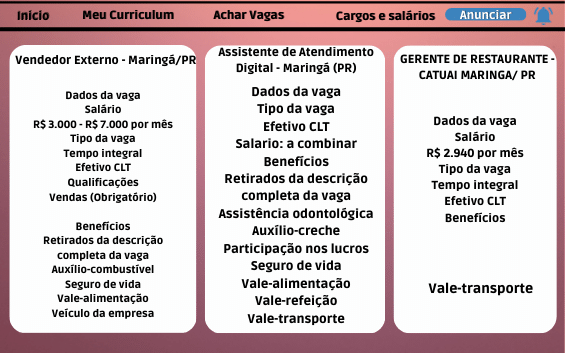 Início
Meu Curriculum
Achar Vagas
Cargos e salários
Anunciar
Vendedor Externo - Maringá/PR
Dados da vaga
Salário
R$ 3.000 - R$ 7.000 por mês
Tipo da vaga
Tempo integral
Efetivo CLT
Qualificações
Vendas (Obrigatório)
Benefícios
Retirados da descrição
completa da vaga
Auxílio-combustível
Seguro de vida
Vale-alimentação
Veículo da empresa
Assistente de Atendimento
Digital - Maringá (PR)
Dados da vaga
Tipo da vaga
Efetivo CLT
Salario: a combinar
Benefícios
Retirados da descrição
completa da vaga
Assistência odontológica
Auxílio-creche
Participação nos lucros
Seguro de vida
Vale-alimentação
Vale-refeição
Vale-transporte
GERENTE DE RESTAURANTE -
CATUAI MARINGA/ PR
Dados da vaga
Salário
R$ 2.940 por mês
Tipo da vaga
Tempo integral
Efetivo CLT
Benefícios
Vale-transporte